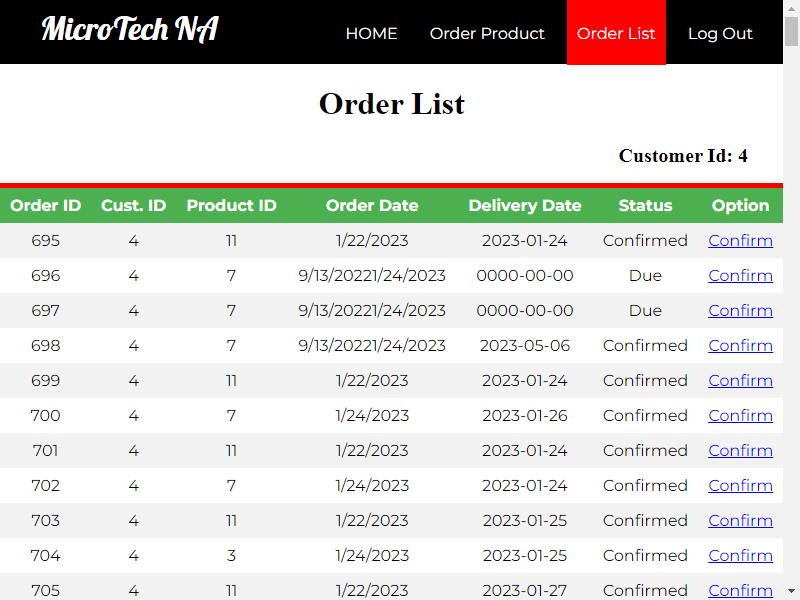 MicroTech NA
HOME Order Product Order List Log Out
Order List
Customer Id: 4
Order ID Cust. ID Product ID Order Date Delivery Date Status Option
695 4 11 1/22/2023 2023-01-24 Confirmed Confirm
696 4 7 9/13/20221/24/2023 0000-00-00 Due Confirm
697 4 7 9/13/20221/24/2023 0000-00-00 Due Confirm
698 4 7 9/13/20221/24/2023 2023-05-06 Confirmed Confirm
699 4 11 1/22/2023 2023-01-24 Confirmed Confirm
700 4 7 1/24/2023 2023-01-26 Confirmed Confirm
701 4 11 1/22/2023 2023-01-24 Confirmed Confirm
702 4 7 1/24/2023 2023-01-24 Confirmed Confirm
703 4 11 1/22/2023 2023-01-25 Confirmed Confirm
704 4 3 1/24/2023 2023-01-25 Confirmed Confirm
705 4 11 1/22/2023 2023-01-27 Confirmed Confirm